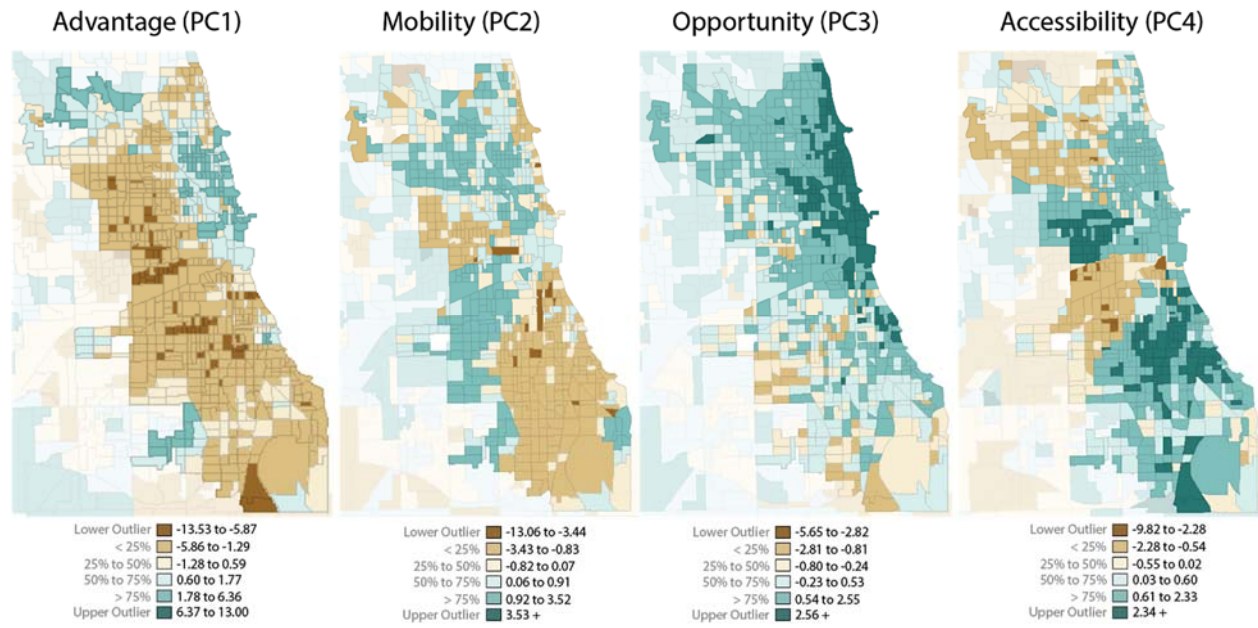 Advantage (PC1)
Mobility (PC2)
Opportunity (PC3)
Accessibility (PC4)
Lower Outlier -13.53 to -5.87
< 25% -5.86 to -1.29
25% to 50% -1.28 to 0.59
50% to 75% 0.60 to 1.77
> 75% 1.78 to 6.36
Upper Outlier 6.37 to 13.00
Lower Outlier -13.06 to -3.44
< 25% -3.43 to -0.83
25% to 50% -0.82 to 0.07
50% to 75% 0.06 to 0.91
> 75% 0.92 to 3.52
Upper Outlier 3.53 +
Lower Outlier -5.65 to -2.82
< 25% -2.81 to -0.81
25% to 50% -0.80 to -0.24
50% to 75% -0.23 to 0.53
> 75% 0.54 to 2.55
Upper Outlier 2.56 +
Lower Outlier -9.82 to -2.28
< 25% -2.28 to -0.54
25% to 50% -0.55 to 0.02
50% to 75% 0.03 to 0.60
> 75% 0.61 to 2.33
Upper Outlier 2.34 +